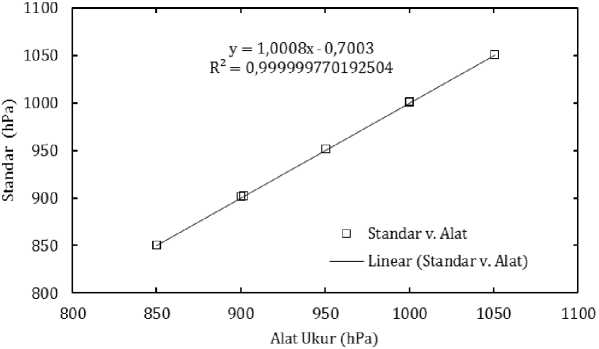 1100
1050
1000
950
900
850
800
Standar (hPa)
y = 1,0008x - 0,7003
R² = 0,999999770192504
Standar v. Alat
Linear (Standar v. Alat)
800 850 900 950 1000 1050 1100
Alat Ukur (hPa)